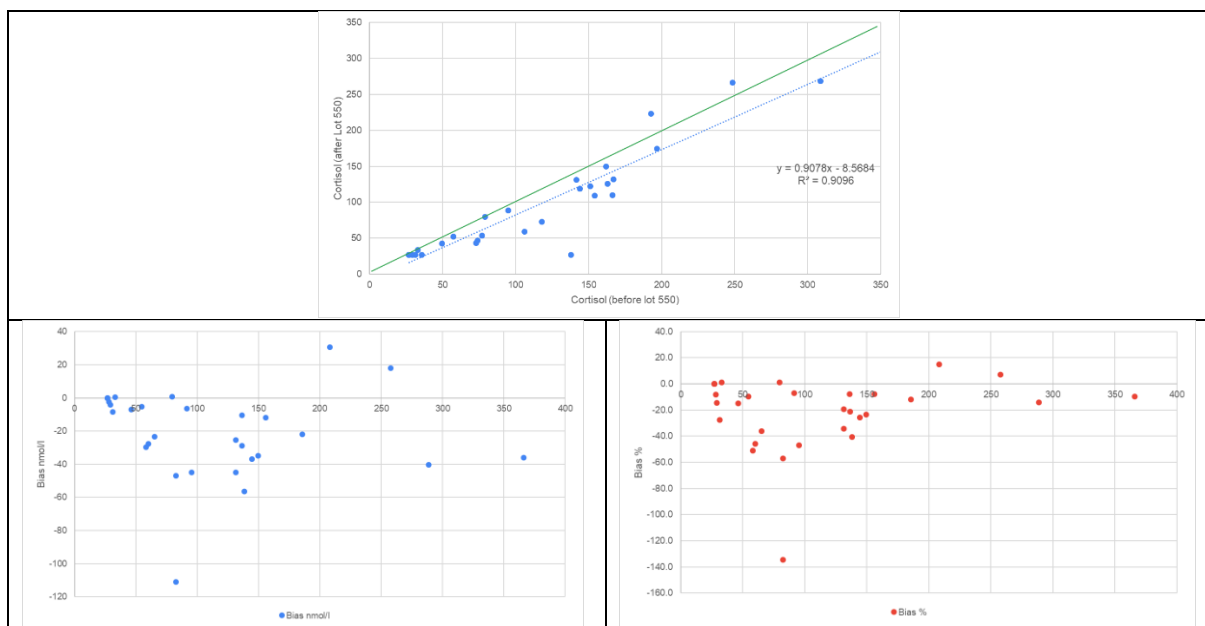 350
300
250
200
150
100
50
0
Cortisol (after Lot 550)
y = 0.9078x - 8.5684
R² = 0.9096
0 50 100 150 200 250 300 350
Cortisol (before lot 550)
40
20
0
-20
-40
-60
-80
-100
-120
Bias nmol/l
0 50 100 150 200 250 300 350 400
Bias nmol/l
40.0
20.0
0.0
-20.0
-40.0
-60.0
-80.0
-100.0
-120.0
-140.0
-160.0
Bias %
0 50 100 150 200 250 300 350 400
Bias %